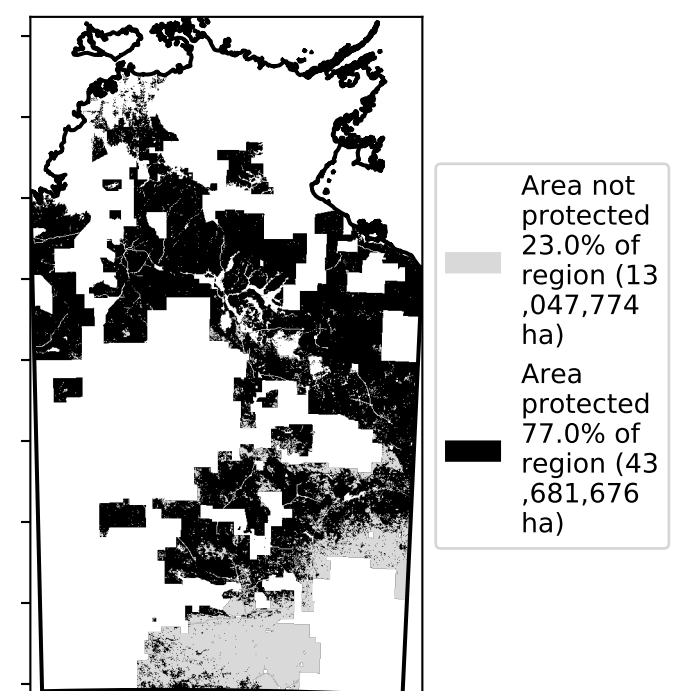 Area not
protected
23.0% of
region (13
,047,774
ha)
Area
protected
77.0% of
region (43
,681,676
ha)